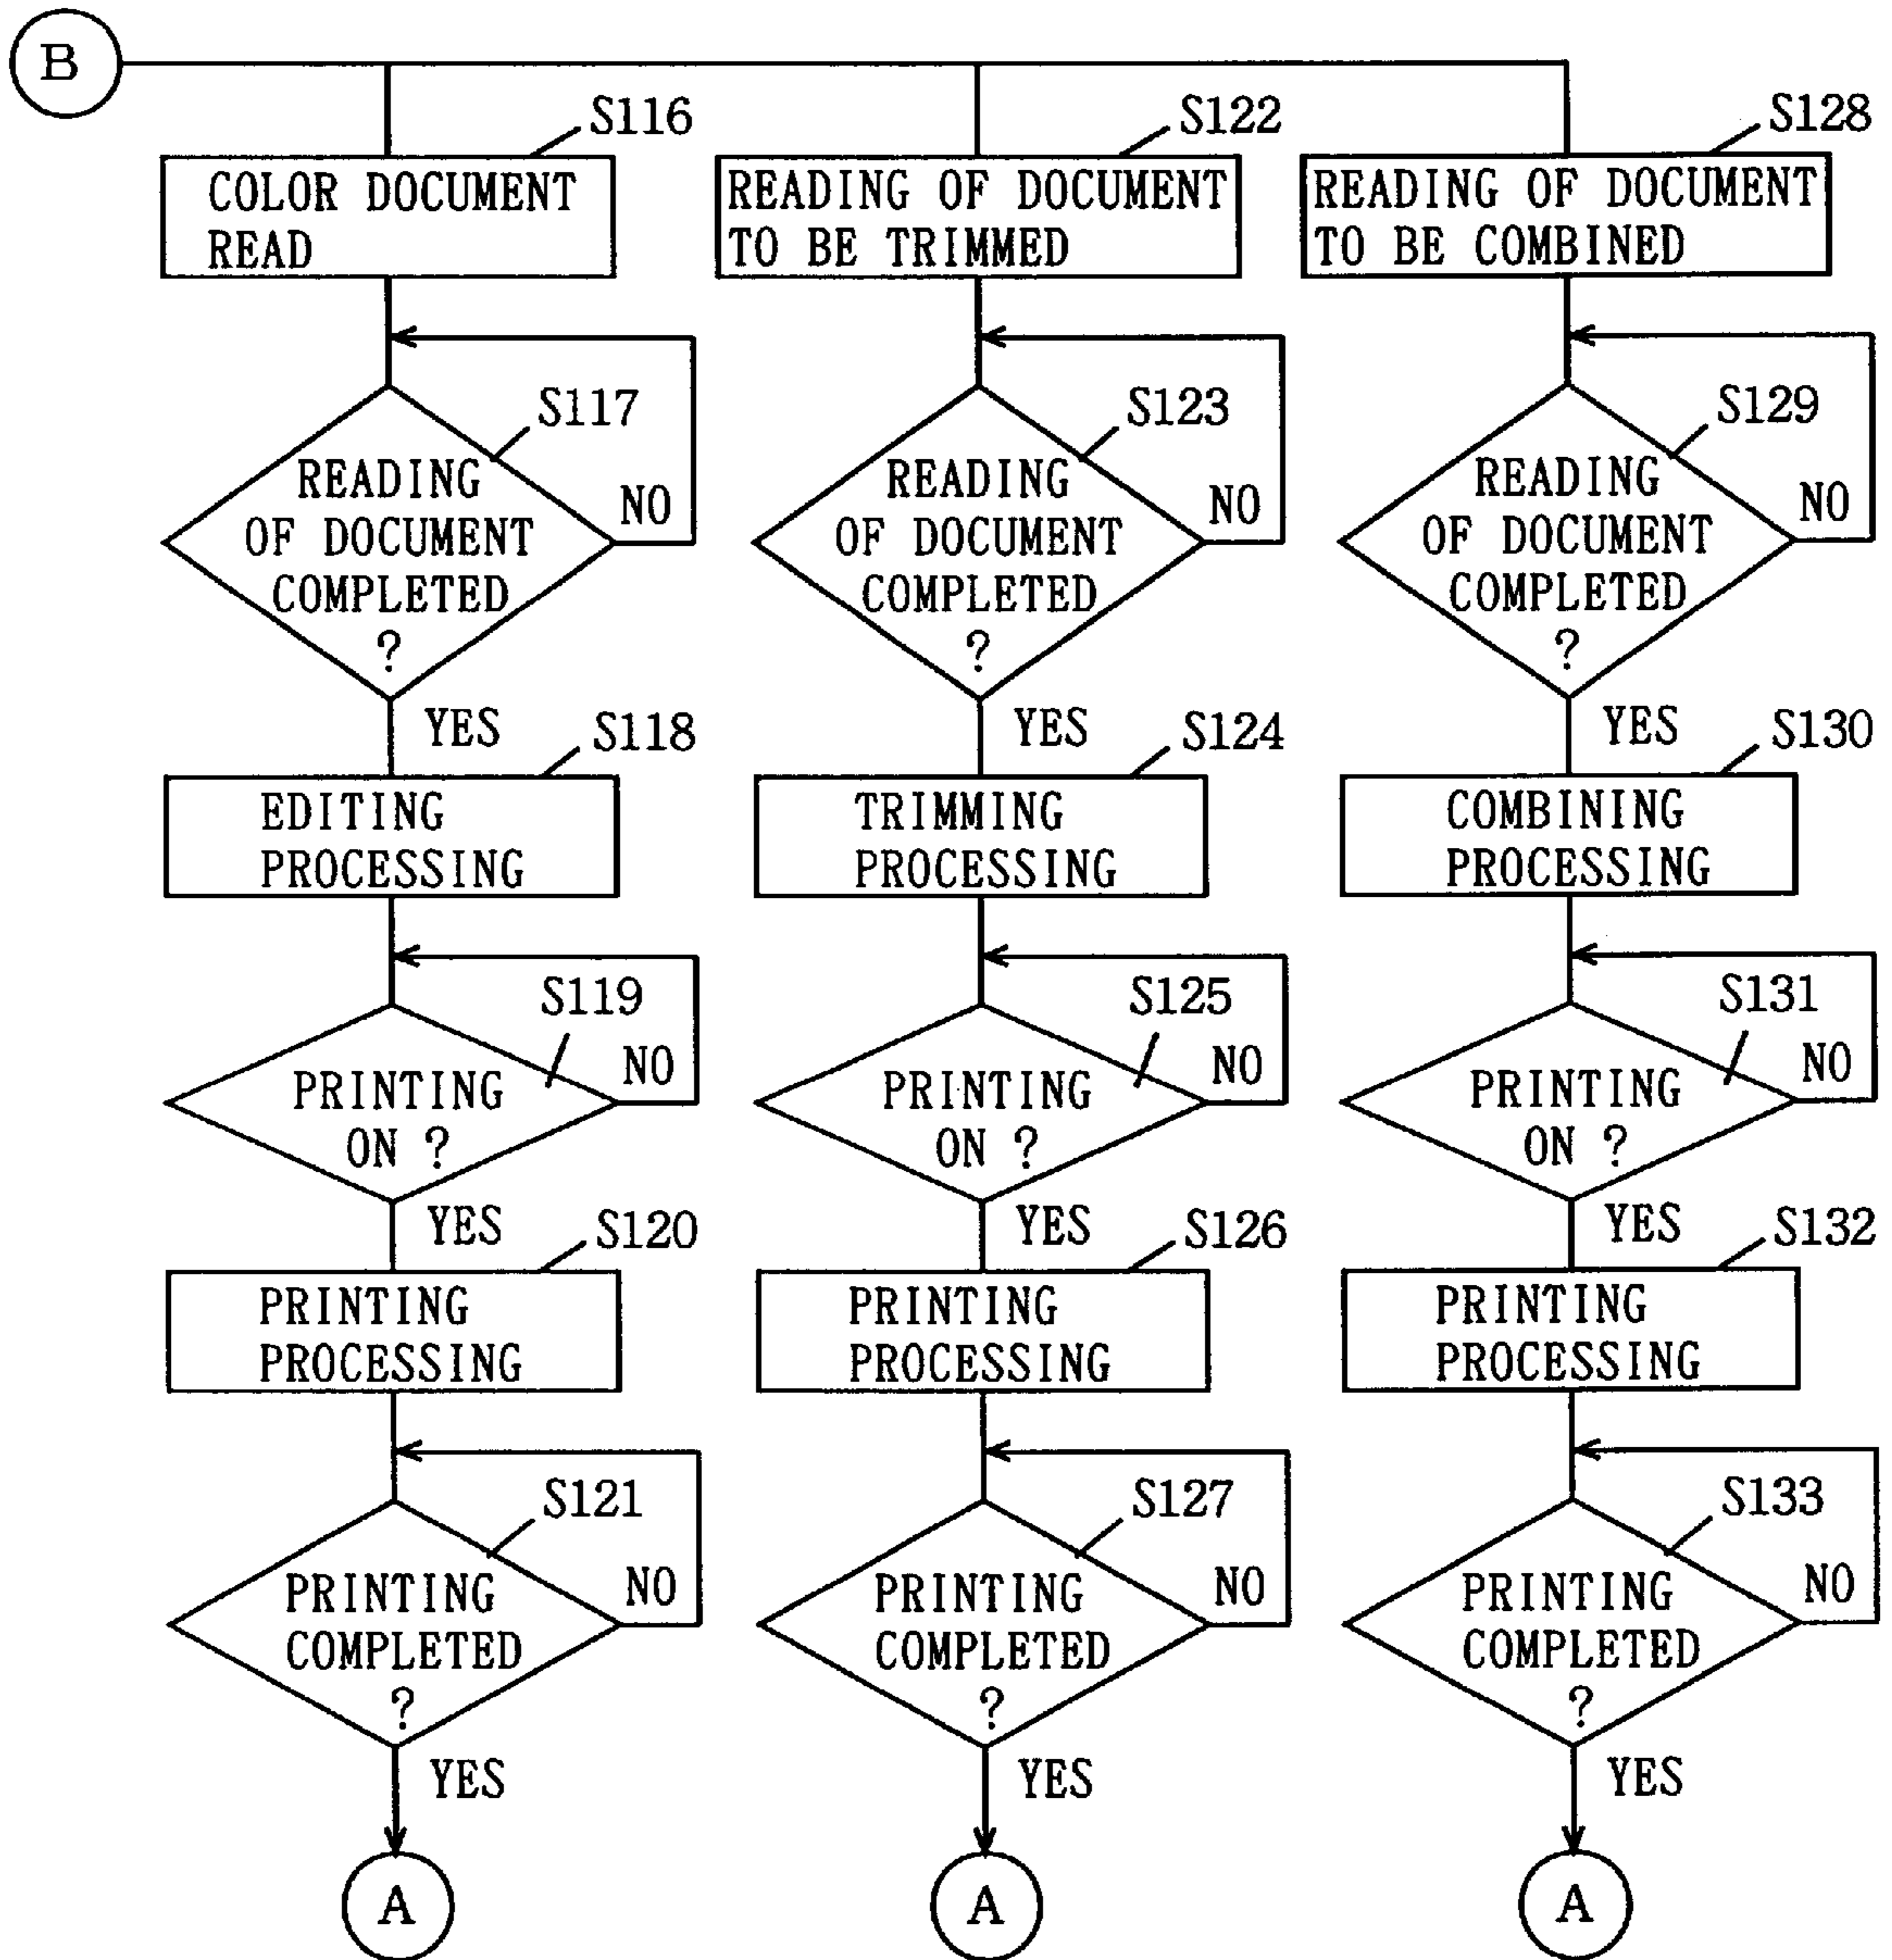 B
S116
COLOR DOCUMENT
READ
S117
READING
OF DOCUMENT
COMPLETED
?
NO
YES
S118
EDITING
PROCESSING
S119
PRINTING
ON ?
NO
YES
S120
PRINTING
PROCESSING
S121
PRINTING
COMPLETED
?
NO
YES
A
S122
READING OF DOCUMENT
TO BE TRIMMED
S123
READING
OF DOCUMENT
COMPLETED
?
NO
YES
S124
TRIMMING
PROCESSING
S125
PRINTING
ON ?
NO
YES
S126
PRINTING
PROCESSING
S127
PRINTING
COMPLETED
?
NO
YES
A
S128
READING OF DOCUMENT
TO BE COMBINED
S129
READING
OF DOCUMENT
COMPLETED
?
NO
YES
S130
COMBINING
PROCESSING
S131
PRINTING
ON ?
NO
YES
S132
PRINTING
PROCESSING
S133
PRINTING
COMPLETED
?
NO
YES
A